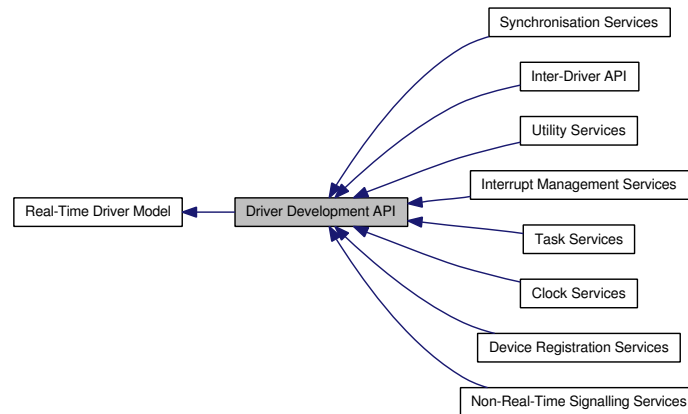 Synchronisation Services
Inter-Driver API
Utility Services
Interrupt Management Services
Real-Time Driver Model
Driver Development API
Task Services
Clock Services
Device Registration Services
Non-Real-Time Signalling Services